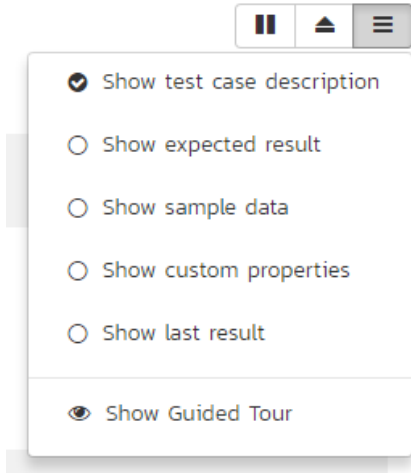 Show test case description
Show expected result
Show sample data
Show custom properties
Show last result
Show Guided Tour